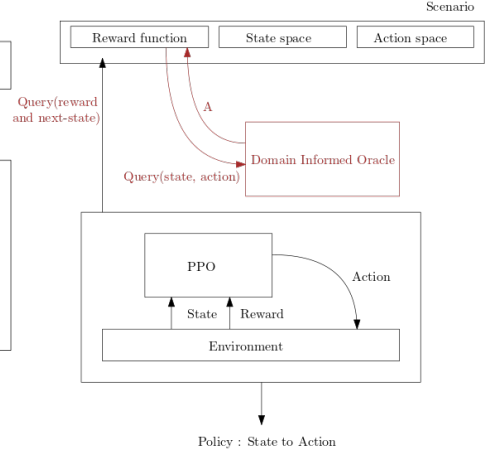 Scenario
Reward function
State space
Action space
Query(reward
and next-state)
A
Domain Informed Oracle
Query(state, action)
PPO
Action
State
Reward
Environment
Policy : State to Action